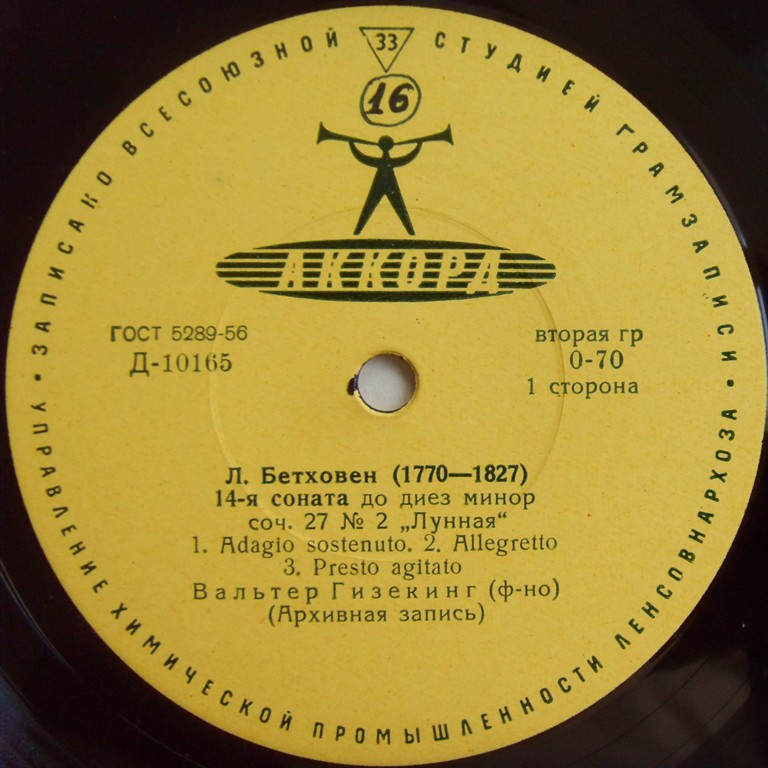 ЗАПИСАНО ВСЕСОЮЗНОЙ СТУДИЕЙ ГРАМЗАПИСИ
33
16
АККОРД
ГОСТ 5289-56
Д-10165
вторая гр
0-70
1 сторона
Л. Бетховен (1770—1827)
14-я соната до диез минор
соч. 27 № 2 „Лунная“
1. Adagio sostenuto. 2. Allegretto
3. Presto agitato
Вальтер Гизекинг (ф-но)
(Архивная запись)
УПРАВЛЕНИЕ ХИМИЧЕСКОЙ ПРОМЫШЛЕННОСТИ ЛЕНСОВНАРХОЗА